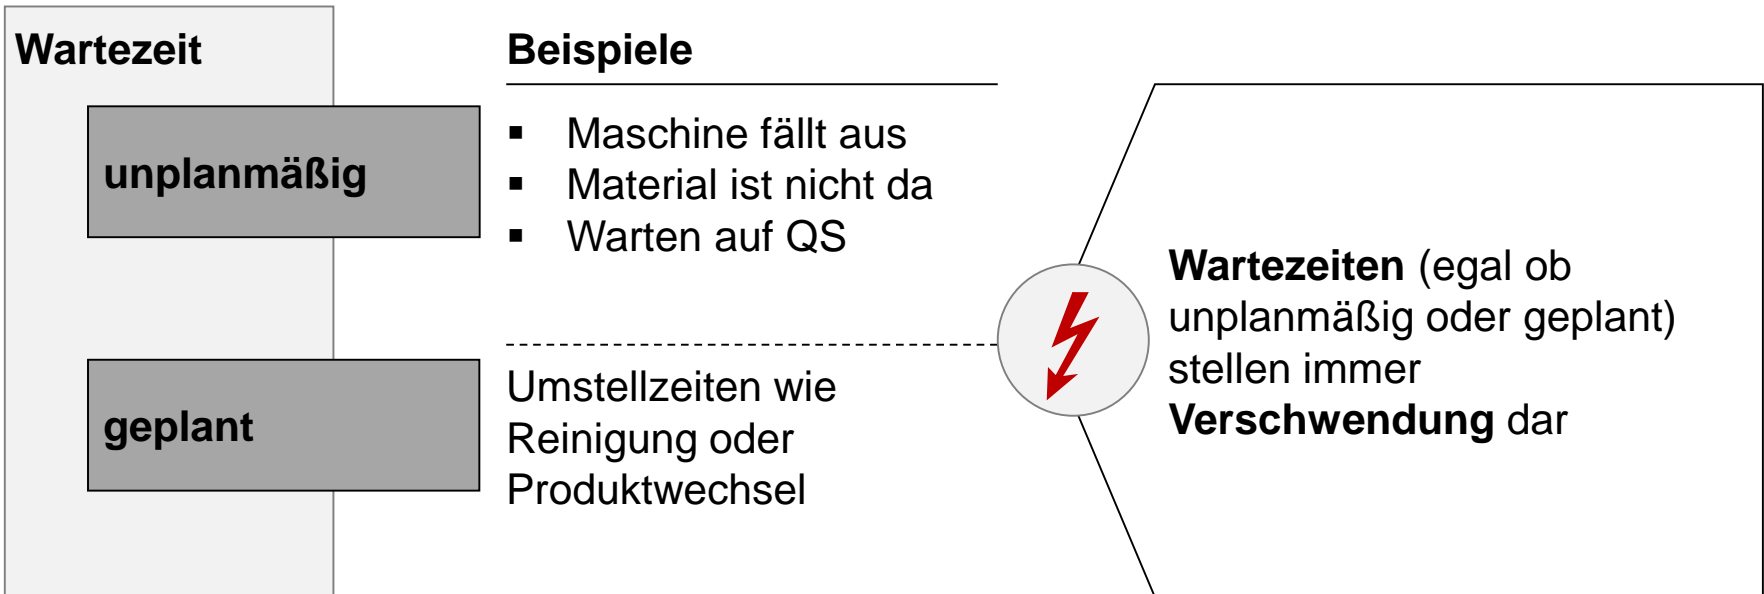 Wartezeit
Beispiele
unplanmäßig
▪ Maschine fällt aus
▪ Material ist nicht da
▪ Warten auf QS
geplant
Umstellzeiten wie
Reinigung oder
Produktwechsel
Wartezeiten (egal ob
unplanmäßig oder geplant)
stellen immer
Verschwendung dar